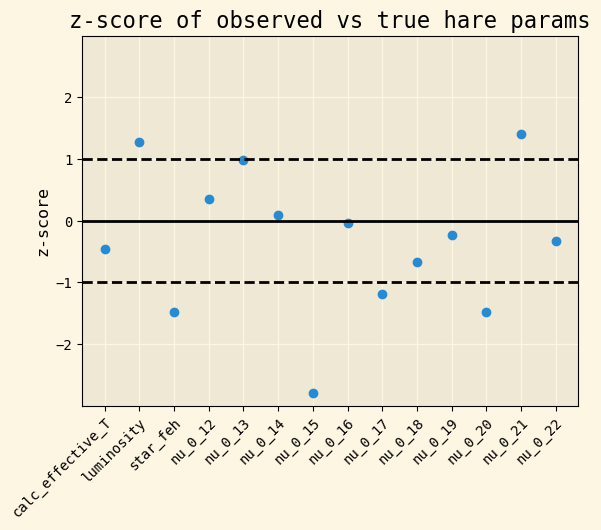 z-score of observed vs true hare params
z-score
2
1
0
−1
−2
calc_effective_T
luminosity
star_feh
nu_0_12
nu_0_13
nu_0_14
nu_0_15
nu_0_16
nu_0_17
nu_0_18
nu_0_19
nu_0_20
nu_0_21
nu_0_22